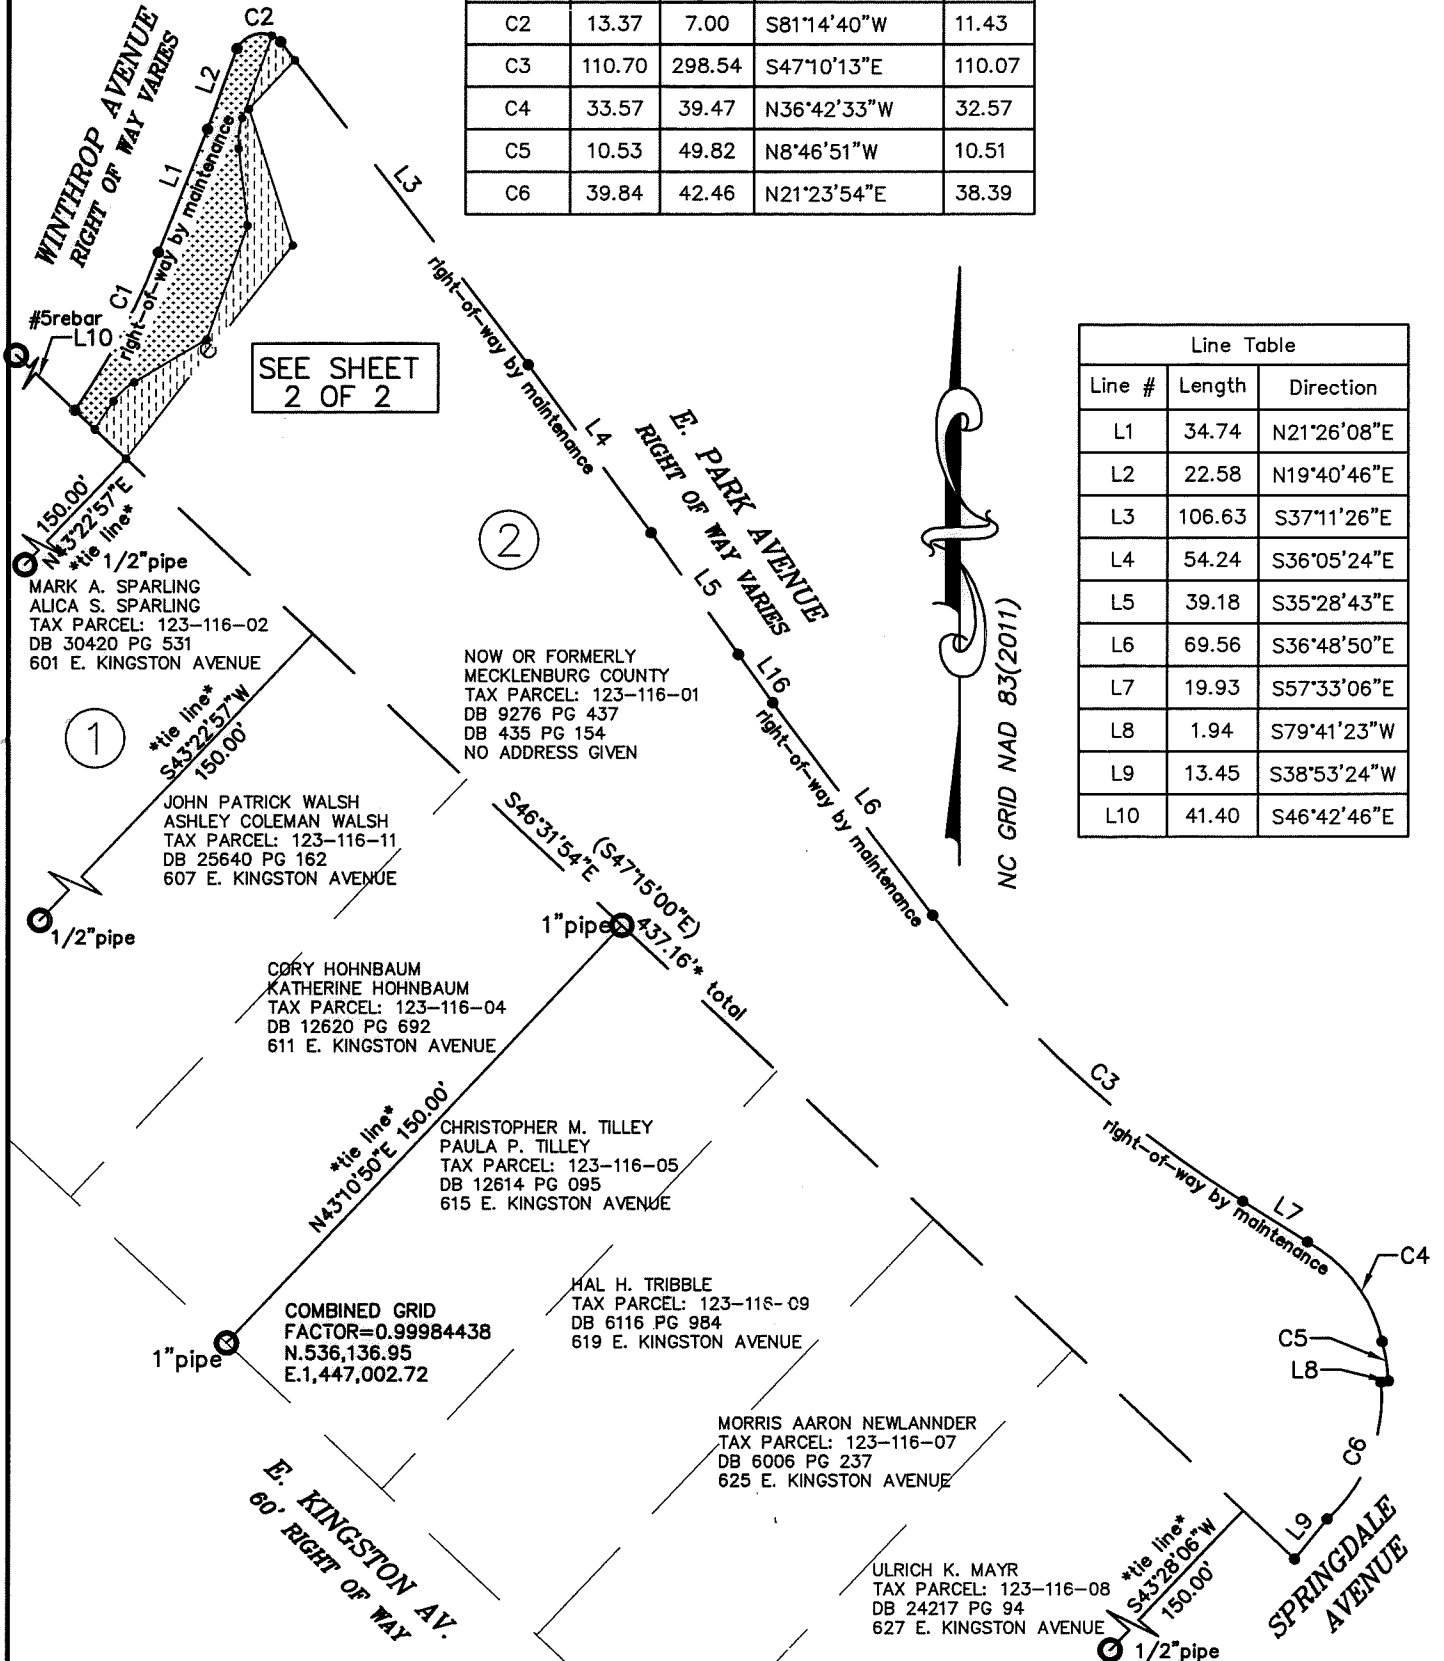 C2 13.37 7.00 S81°14'40"W 11.43
C3 110.70 298.54 S47°10'13"E 110.07
C4 33.57 39.47 N36°42'33"W 32.57
C5 10.53 49.82 N8°46'51"W 10.51
C6 39.84 42.46 N21°23'54"E 38.39
WINTHROP AVENUE
RIGHT OF WAY VARIES
C2
L2
L1
C1
right-of-way by maintenance
#5rebar
L10
e
SEE SHEET
2 OF 2
L3
right-of-way by maintenance
L4
E. PARK AVENUE
RIGHT OF WAY VARIES
L5
L16
right-of-way by maintenance
L6
NC GRID NAD 83(2011)
Line Table
Line # Length Direction
L1 34.74 N21°26'08"E
L2 22.58 N19°40'46"E
L3 106.63 S37°11'26"E
L4 54.24 S36°05'24"E
L5 39.18 S35°28'43"E
L6 69.56 S36°48'50"E
L7 19.93 S57°33'06"E
L8 1.94 S79°41'23"W
L9 13.45 S38°53'24"W
L10 41.40 S46°42'46"E
150.00'
N43°22'57"E
*tie line*
1/2"pipe
MARK A. SPARLING
ALICA S. SPARLING
TAX PARCEL: 123-116-02
DB 30420 PG 531
601 E. KINGSTON AVENUE
2
NOW OR FORMERLY
MECKLENBURG COUNTY
TAX PARCEL: 123-116-01
DB 9276 PG 437
DB 435 PG 154
NO ADDRESS GIVEN
1
*tie line*
S43°22'57"W
150.00'
JOHN PATRICK WALSH
ASHLEY COLEMAN WALSH
TAX PARCEL: 123-116-11
DB 25640 PG 162
607 E. KINGSTON AVENUE
1/2"pipe
S46°31'54"E
(S47°15'00"E)
437.16'* total
1"pipe
CORY HOHNBAUM
KATHERINE HOHNBAUM
TAX PARCEL: 123-116-04
DB 12620 PG 692
611 E. KINGSTON AVENUE
*tie line*
N43°10'50"E 150.00'
CHRISTOPHER M. TILLEY
PAULA P. TILLEY
TAX PARCEL: 123-116-05
DB 12614 PG 095
615 E. KINGSTON AVENUE
C3
right-of-way by maintenance
L7
C4
C5
L8
C6
L9
HAL H. TRIBBLE
TAX PARCEL: 123-116-09
DB 6116 PG 984
619 E. KINGSTON AVENUE
COMBINED GRID
FACTOR=0.99984438
N.536,136.95
E.1,447,002.72
1"pipe
MORRIS AARON NEWLANNDER
TAX PARCEL: 123-116-07
DB 6006 PG 237
625 E. KINGSTON AVENUE
E. KINGSTON AV.
60' RIGHT OF WAY
ULRICH K. MAYR
TAX PARCEL: 123-116-08
DB 24217 PG 94
627 E. KINGSTON AVENUE
*tie line*
S43°28'06"W
150.00'
1/2"pipe
SPRINGDALE
AVENUE